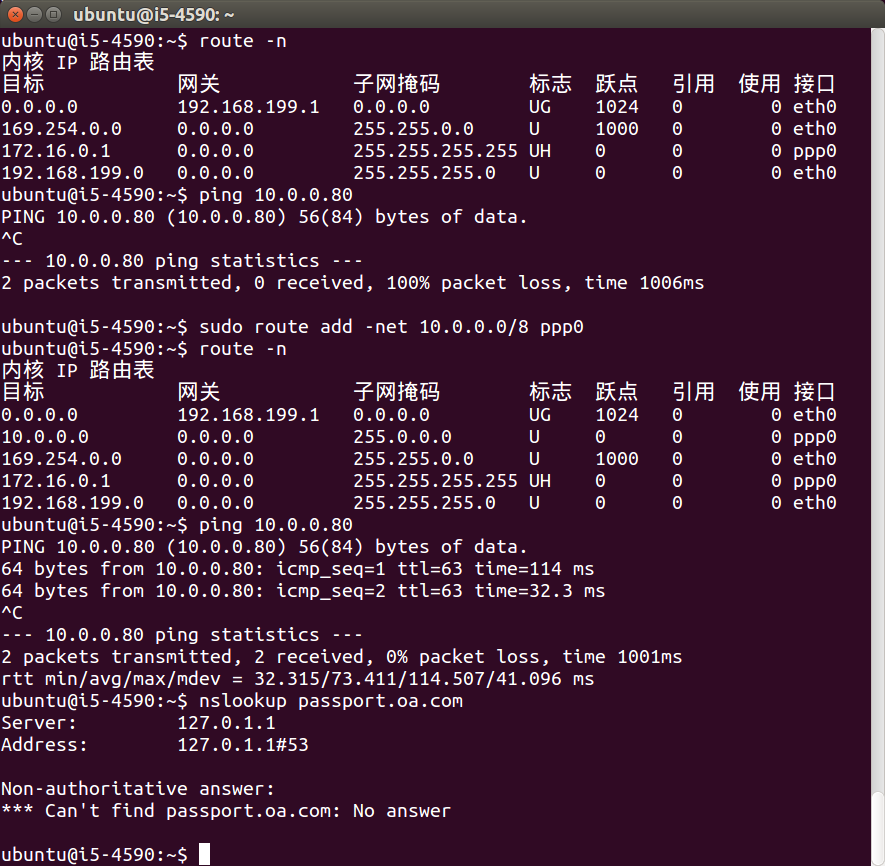 ubuntu@i5-4590: ~
ubuntu@i5-4590:~$ route -n
内核 IP 路由表
目标            网关            子网掩码        标志  跃点   引用  使用 接口
0.0.0.0         192.168.199.1   0.0.0.0         UG    1024   0        0 eth0
169.254.0.0     0.0.0.0         255.255.0.0     U     1000   0        0 eth0
172.16.0.1      0.0.0.0         255.255.255.255 UH    0      0        0 ppp0
192.168.199.0   0.0.0.0         255.255.255.0   U     0      0        0 eth0
ubuntu@i5-4590:~$ ping 10.0.0.80
PING 10.0.0.80 (10.0.0.80) 56(84) bytes of data.
^C
--- 10.0.0.80 ping statistics ---
2 packets transmitted, 0 received, 100% packet loss, time 1006ms
ubuntu@i5-4590:~$ sudo route add -net 10.0.0.0/8 ppp0
ubuntu@i5-4590:~$ route -n
内核 IP 路由表
目标            网关            子网掩码        标志  跃点   引用  使用 接口
0.0.0.0         192.168.199.1   0.0.0.0         UG    1024   0        0 eth0
10.0.0.0        0.0.0.0         255.0.0.0       U     0      0        0 ppp0
169.254.0.0     0.0.0.0         255.255.0.0     U     1000   0        0 eth0
172.16.0.1      0.0.0.0         255.255.255.255 UH    0      0        0 ppp0
192.168.199.0   0.0.0.0         255.255.255.0   U     0      0        0 eth0
ubuntu@i5-4590:~$ ping 10.0.0.80
PING 10.0.0.80 (10.0.0.80) 56(84) bytes of data.
64 bytes from 10.0.0.80: icmp_seq=1 ttl=63 time=114 ms
64 bytes from 10.0.0.80: icmp_seq=2 ttl=63 time=32.3 ms
^C
--- 10.0.0.80 ping statistics ---
2 packets transmitted, 2 received, 0% packet loss, time 1001ms
rtt min/avg/max/mdev = 32.315/73.411/114.507/41.096 ms
ubuntu@i5-4590:~$ nslookup passport.oa.com
Server:         127.0.1.1
Address:        127.0.1.1#53
Non-authoritative answer:
*** Can't find passport.oa.com: No answer
ubuntu@i5-4590:~$